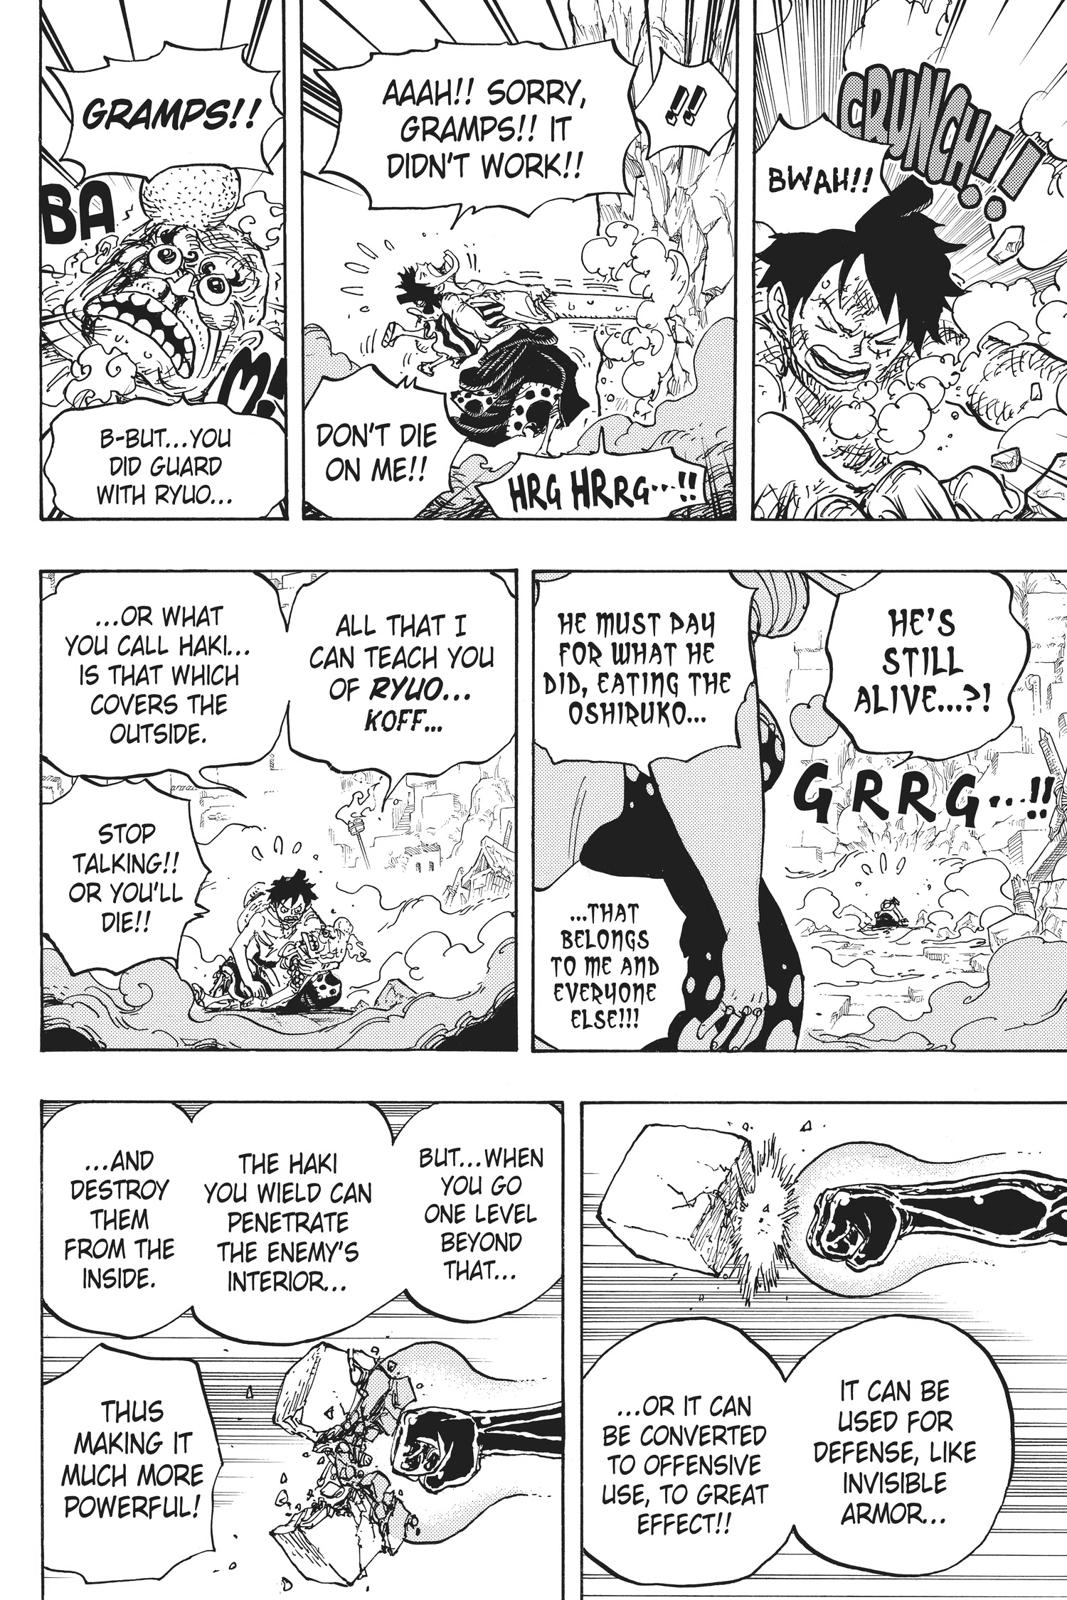 CRUNCH!!
BWAH!!
!!
AAAH!! SORRY,
GRAMPS!! IT
DIDN'T WORK!!
DON'T DIE
ON ME!!
HRG HRRG...!!
GRAMPS!!
BA
M!!
B-BUT...YOU
DID GUARD
WITH RYUO...
HE'S
STILL
ALIVE...?!
GRRG...!!
HE MUST PAY
FOR WHAT HE
DID, EATING THE
OSHIRUKO...
...THAT
BELONGS
TO ME AND
EVERYONE
ELSE!!!
ALL THAT I
CAN TEACH YOU
OF RYUO...
KOFF...
...OR WHAT
YOU CALL HAKI...
IS THAT WHICH
COVERS THE
OUTSIDE.
STOP
TALKING!!
OR YOU'LL
DIE!!
IT CAN BE
USED FOR
DEFENSE, LIKE
INVISIBLE
ARMOR...
...OR IT CAN
BE CONVERTED
TO OFFENSIVE
USE, TO GREAT
EFFECT!!
BUT...WHEN
YOU GO
ONE LEVEL
BEYOND
THAT...
THE HAKI
YOU WIELD CAN
PENETRATE
THE ENEMY'S
INTERIOR...
...AND
DESTROY
THEM
FROM THE
INSIDE.
THUS
MAKING IT
MUCH MORE
POWERFUL!